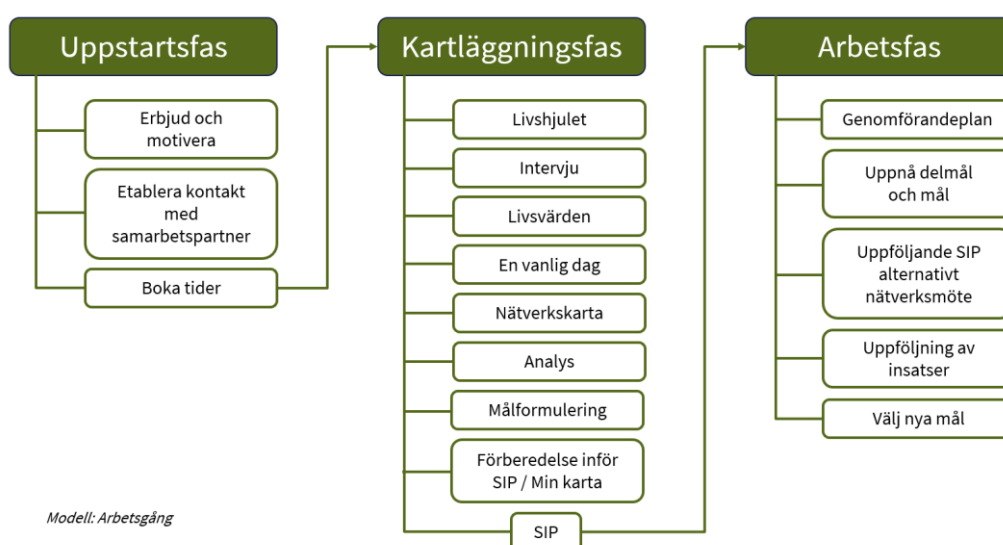 Uppstartsfas
Erbjud och
motivera
Etablera kontakt
med
samarbetspartner
Boka tider
Kartläggningsfas
Livshjulet
Intervju
Livsvärden
En vanlig dag
Nätverkskarta
Analys
Målformulering
Förberedelse inför
SIP / Min karta
SIP
Arbetsfas
Genomförandeplan
Uppnå delmål
och mål
Uppföljande SIP
alternativt
nätverksmöte
Uppföljning av
insatser
Välj nya mål
Modell: Arbetsgång